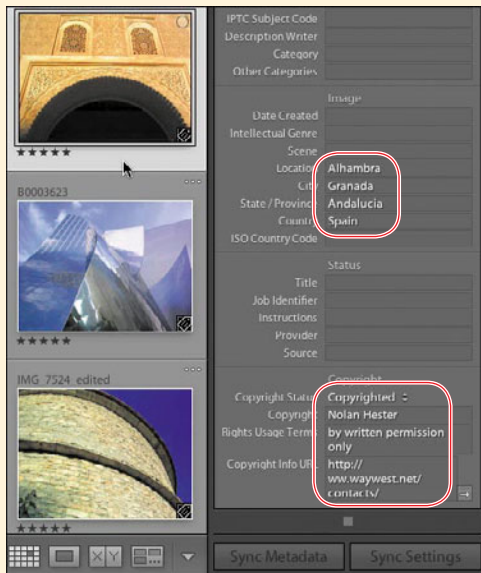 B0003623
IMG_7524_edited
IPTC Subject Code
Description Writer
Category
Other Categories
Image
Date Created
Intellectual Genre
Scene
Location Alhambra
City Granada
State / Province Andalucia
Country Spain
ISO Country Code
Status
Title
Job Identifier
Instructions
Provider
Source
Copyright
Copyright Status Copyrighted
Copyright Nolan Hester
Rights Usage Terms by written permission
only
Copyright Info URL http://
ww.waywest.net/
contacts/
XY
Sync Metadata Sync Settings